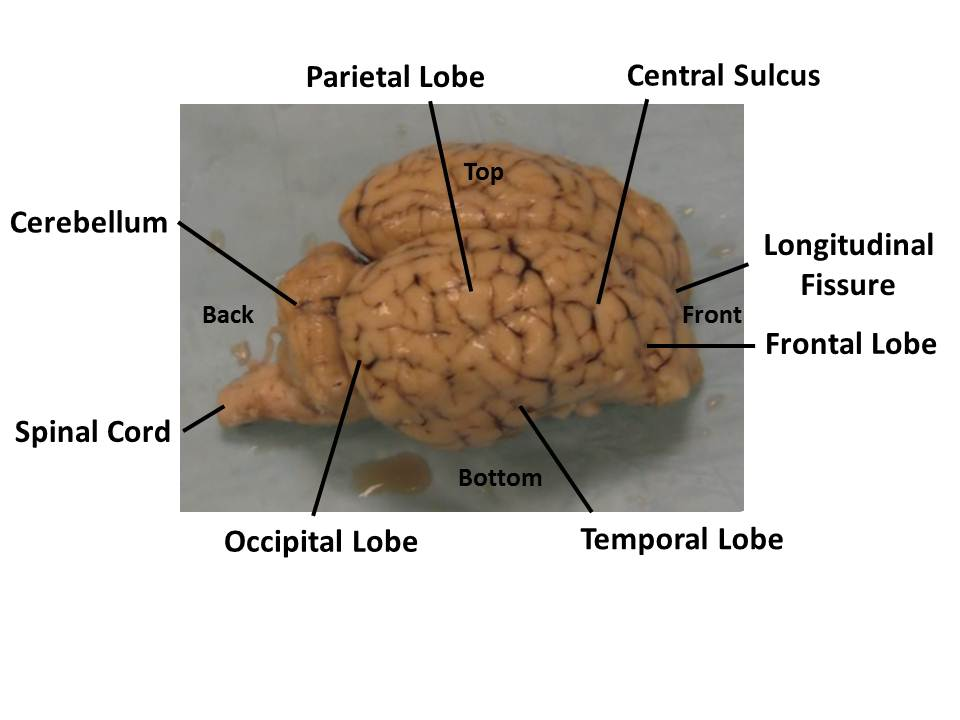 Parietal Lobe
Central Sulcus
Top
Cerebellum
Longitudinal
Fissure
Back
Front
Frontal Lobe
Spinal Cord
Bottom
Occipital Lobe
Temporal Lobe